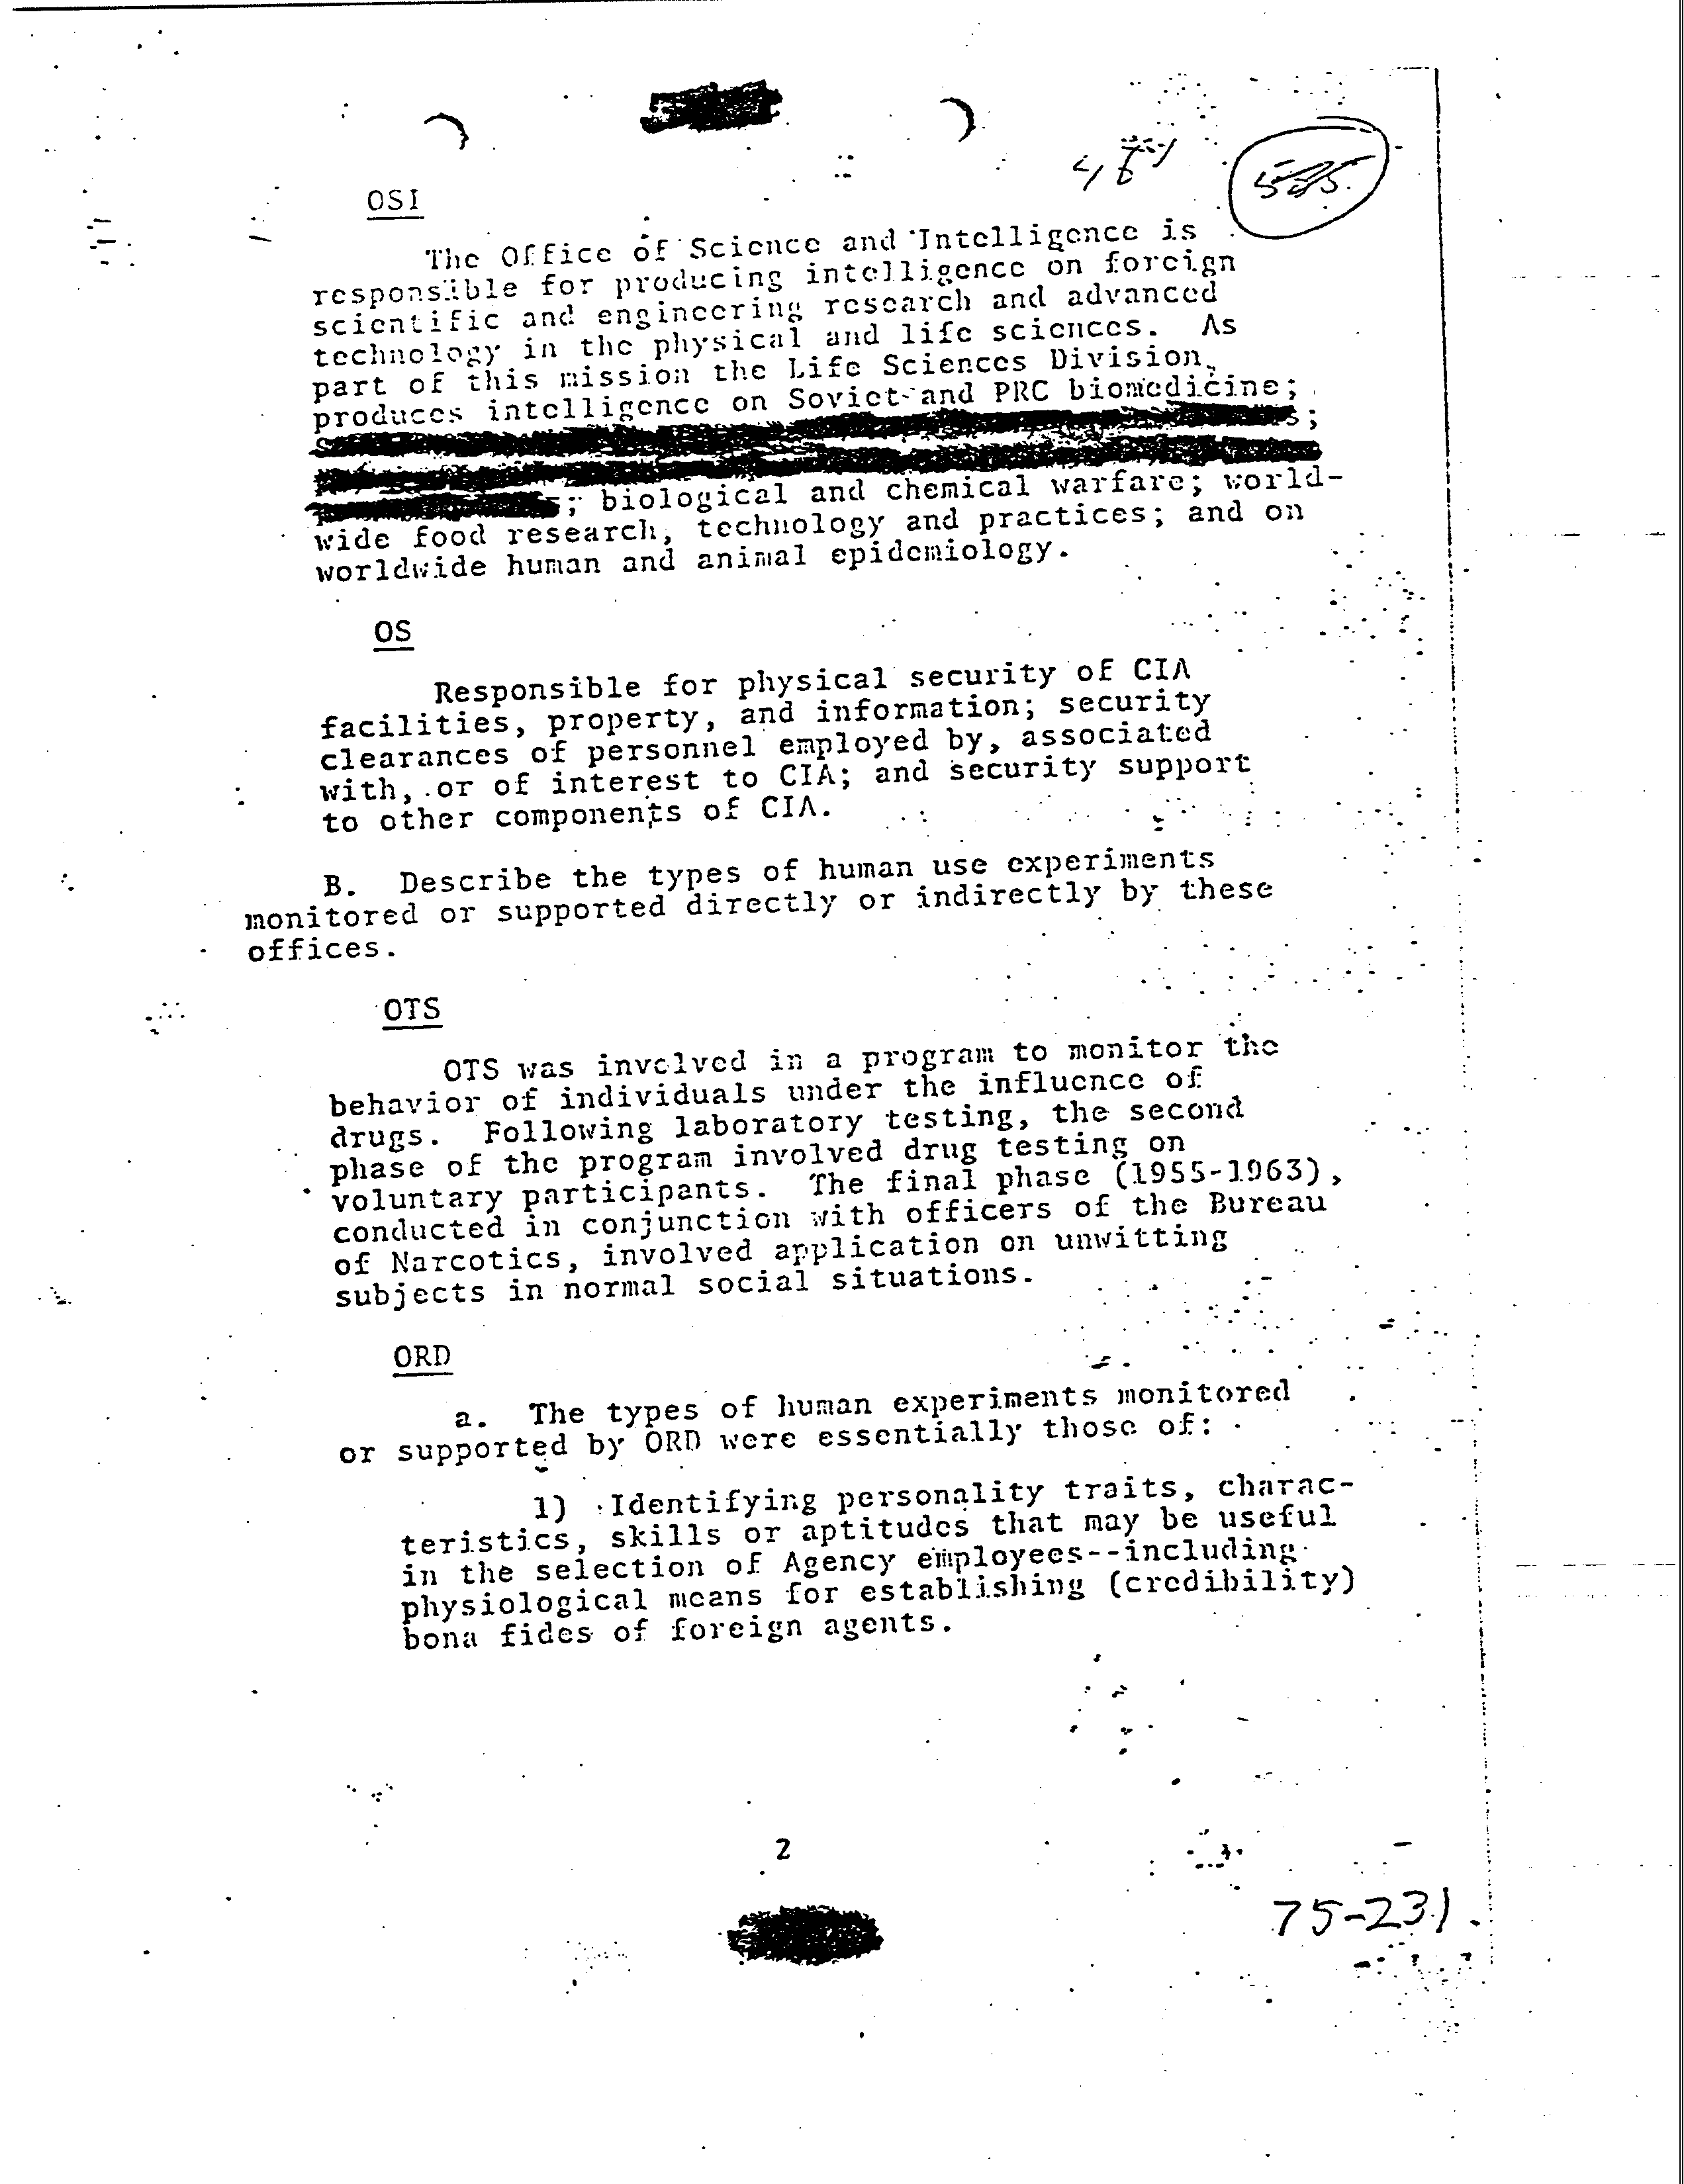 OSI
The Office of Science and Intelligence is
responsible for producing intelligence on foreign
scientific and engineering research and advanced
technology in the physical and life sciences. As
part of this mission the Life Sciences Division,
produces intelligence on Soviet and PRC biomedicine;
;
; biological and chemical warfare; world-
wide food research, technology and practices; and on
worldwide human and animal epidemiology.
OS
Responsible for physical security of CIA
facilities, property, and information; security
clearances of personnel employed by, associated
with, or of interest to CIA; and security support
to other components of CIA.
B. Describe the types of human use experiments
monitored or supported directly or indirectly by these
offices.
OTS
OTS was involved in a program to monitor the
behavior of individuals under the influence of
drugs. Following laboratory testing, the second
phase of the program involved drug testing on
voluntary participants. The final phase (1955-1963),
conducted in conjunction with officers of the Bureau
of Narcotics, involved application on unwitting
subjects in normal social situations.
ORD
a. The types of human experiments monitored
or supported by ORD were essentially those of:
1) Identifying personality traits, charac-
teristics, skills or aptitudes that may be useful
in the selection of Agency employees--including
physiological means for establishing (credibility)
bona fides of foreign agents.
2
75-231